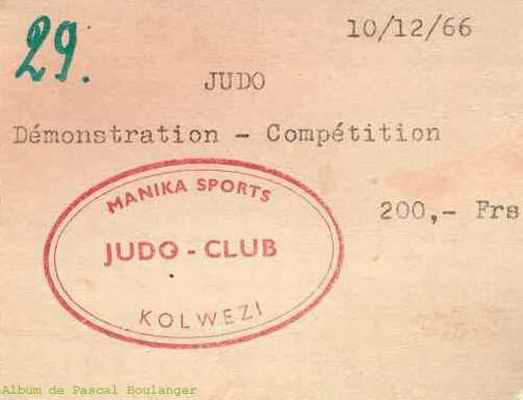 29.
10/12/66
JUDO
Démonstration - Compétition
200,- Frs
MANIKA SPORTS
JUDO - CLUB
KOLWEZI
Album de Pascal Boulanger